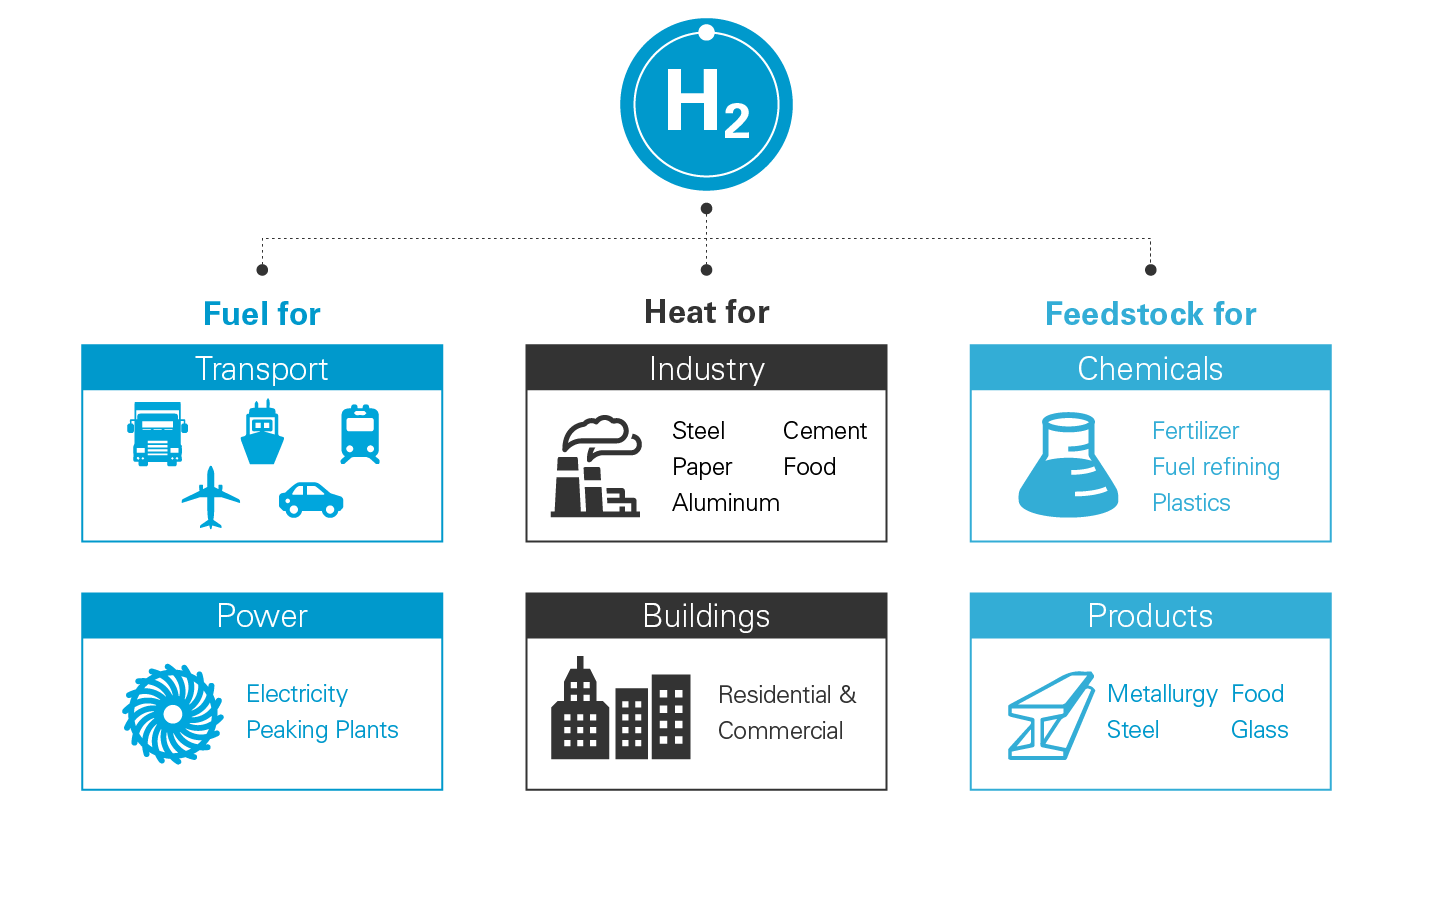 H2
Fuel for
Transport
Power
Electricity
Peaking Plants
Heat for
Industry
Steel Cement
Paper Food
Aluminum
Buildings
Residential &
Commercial
Feedstock for
Chemicals
Fertilizer
Fuel refining
Plastics
Products
Metallurgy Food
Steel Glass